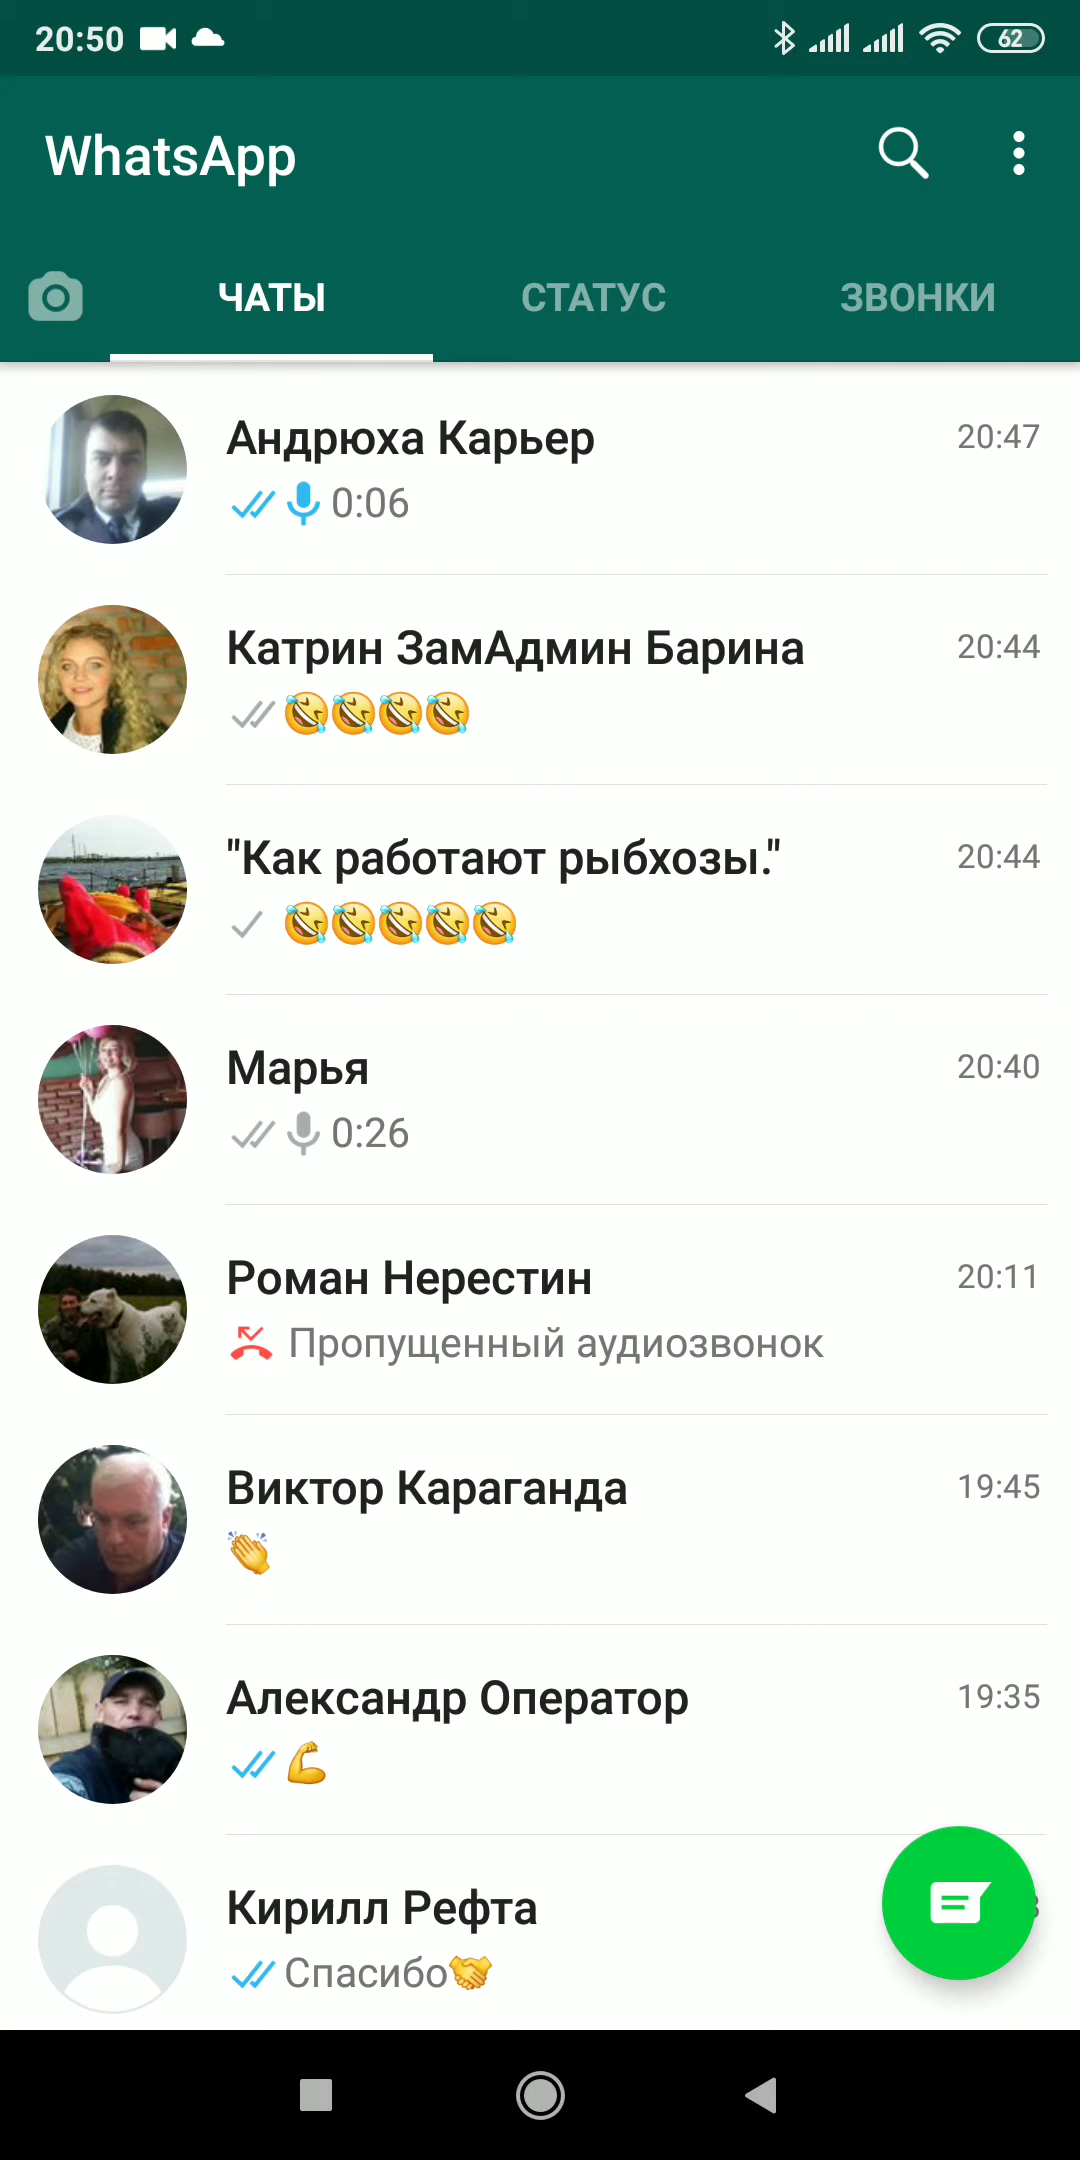 20:50
62
WhatsApp
ЧАТЫ СТАТУС ЗВОНКИ
Андрюха Карьер 20:47
0:06
Катрин ЗамАдмин Барина 20:44
🤣🤣🤣🤣
"Как работают рыбхозы." 20:44
🤣🤣🤣🤣🤣
Марья 20:40
0:26
Роман Нерестин 20:11
Пропущенный аудиозвонок
Виктор Караганда 19:45
👏
Александр Оператор 19:35
💪
Кирилл Рефта
Спасибо🤝